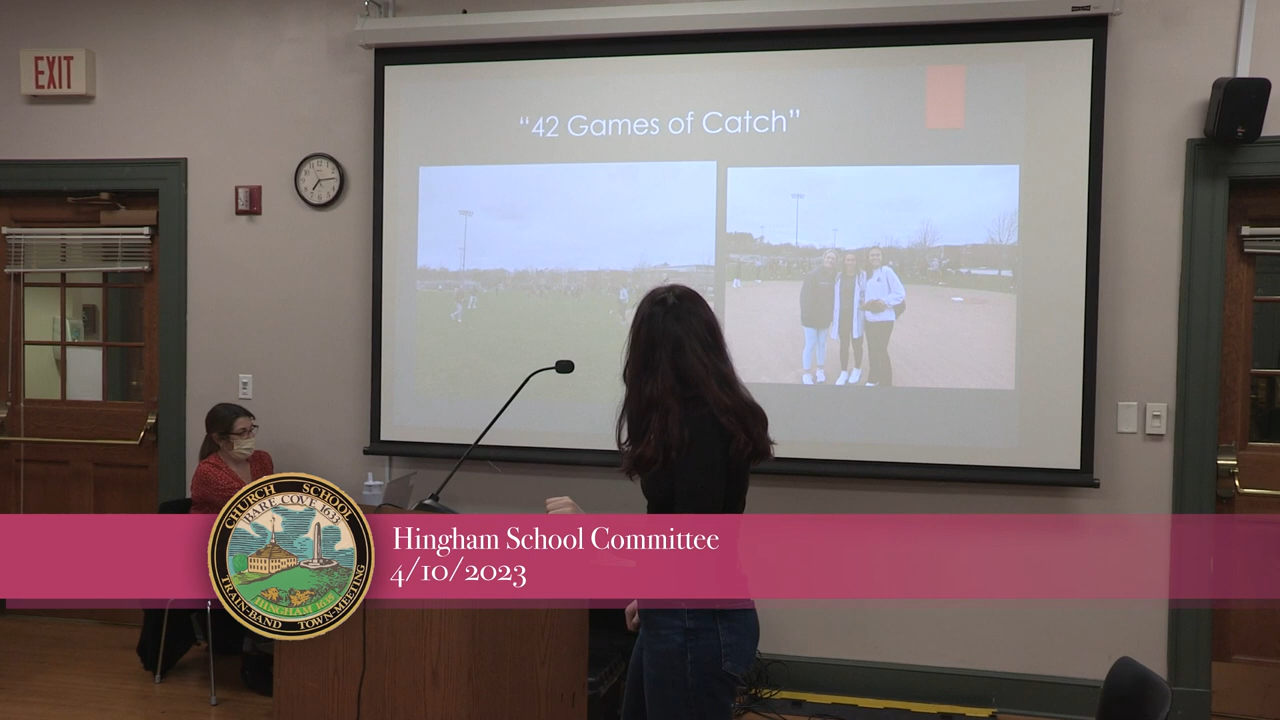 EXIT
“42 Games of Catch”
CHURCH SCHOOL
BARE COVE 1633
HINGHAM 1635
TRAIN-BAND TOWN-MEETING
Hingham School Committee
4/10/2023